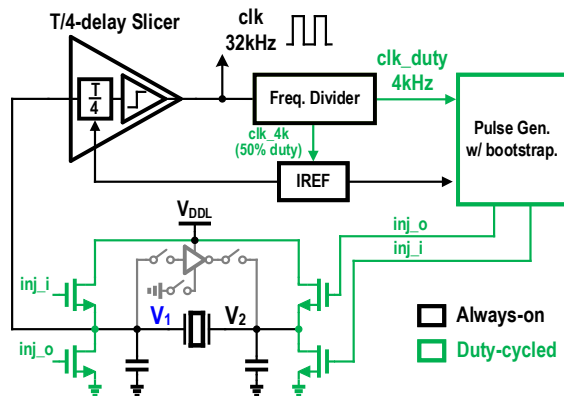 T/4-delay Slicer
clk
32kHz
T
4
clk_duty
4kHz
Freq. Divider
Pulse Gen.
w/ bootstrap.
clk_4k
(50% duty)
IREF
VDDL
inj_o
inj_i
inj_i
V1
V2
inj_o
Always-on
Duty-cycled